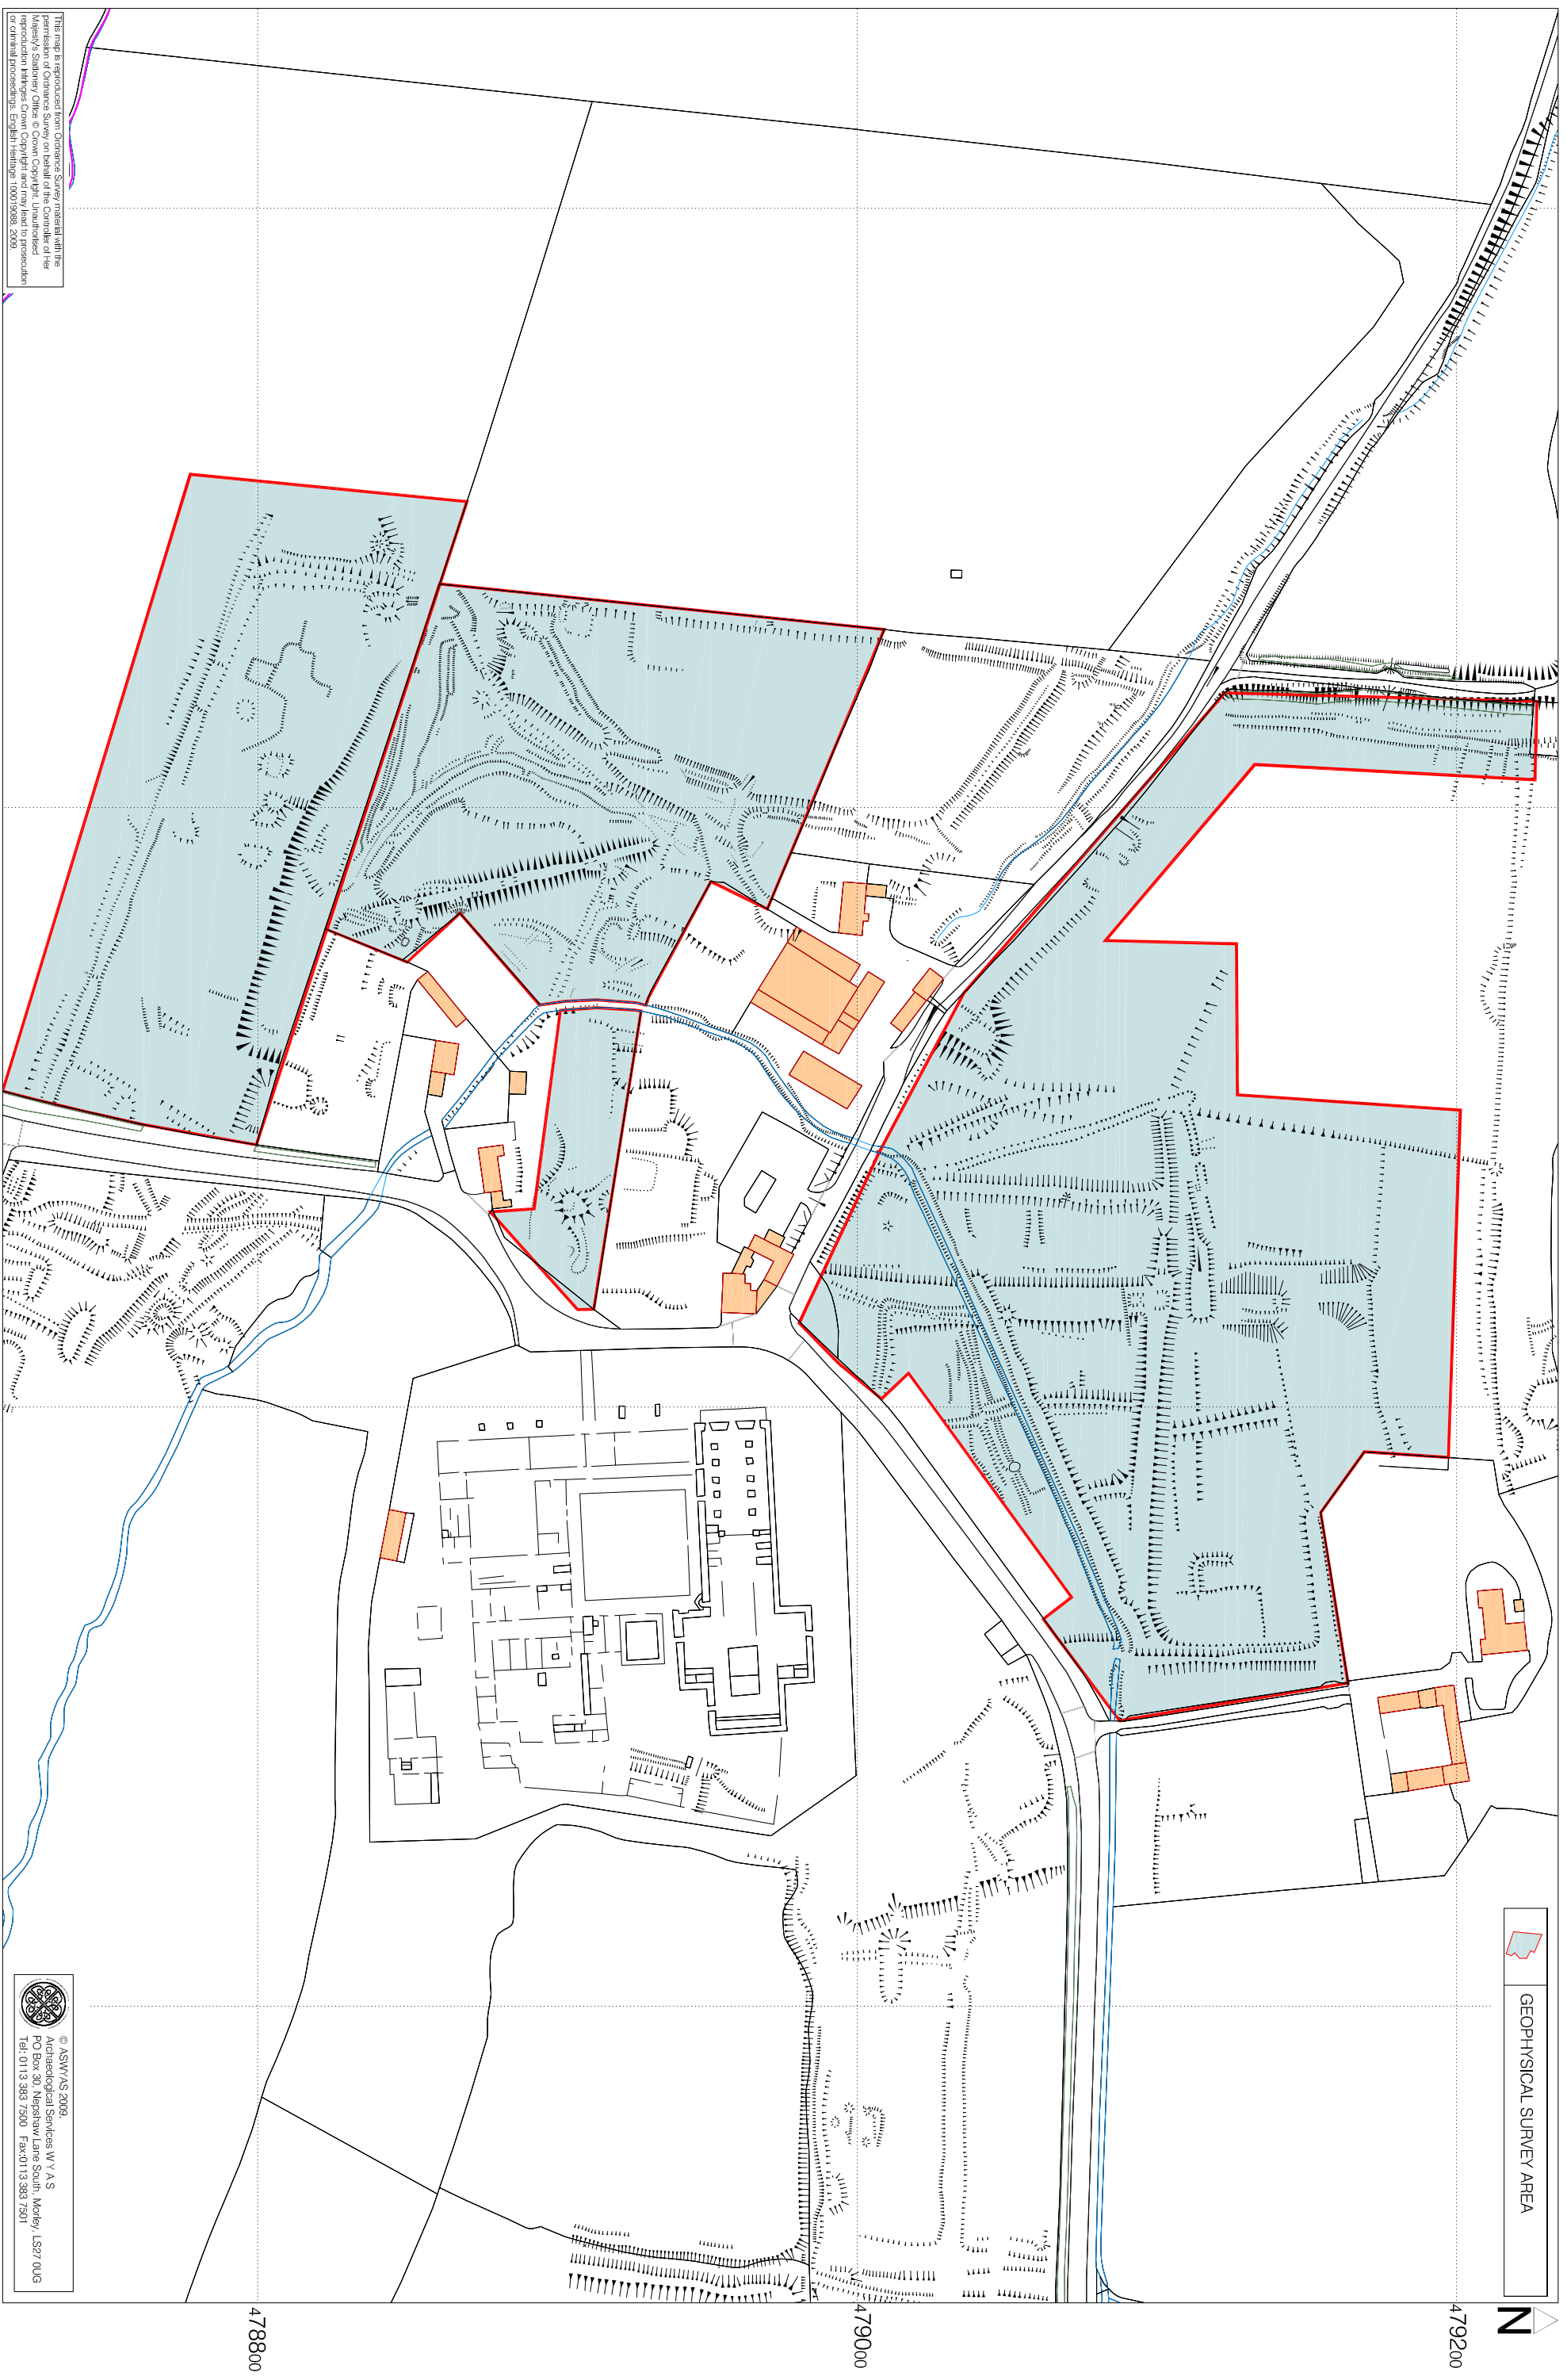 This map is reproduced from Ordnance Survey material with the
permission of Ordnance Survey on behalf of the Controller of Her
Majesty's Stationery Office © Crown Copyright. Unauthorised
reproduction infringes Crown Copyright and may lead to prosecution
or criminal proceedings. English Heritage 100019088. 2009.
GEOPHYSICAL SURVEY AREA
© ASWYAS 2009.
Archaeological Services W Y A S
PO Box 30, Nepshaw Lane South, Morley, LS27 0UG
Tel: 0113 383 7500 Fax:0113 383 7501
N
479200
479000
478800